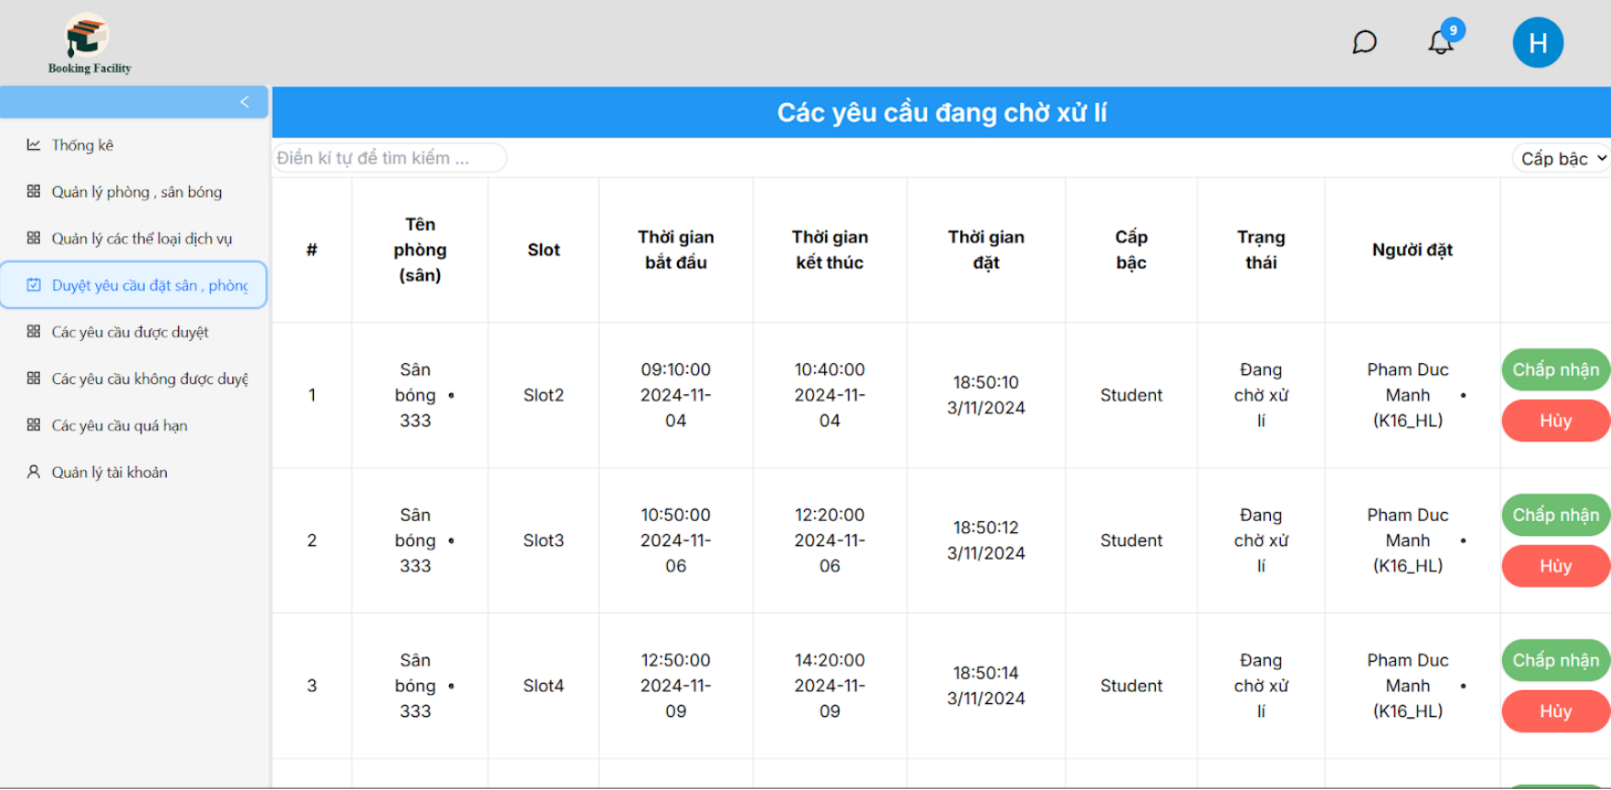 Booking Facility
9
H
Thống kê
Quản lý phòng , sân bóng
Quản lý các thể loại dịch vụ
Duyệt yêu cầu đặt sân , phòng
Các yêu cầu được duyệt
Các yêu cầu không được duyệ
Các yêu cầu quá hạn
Quản lý tài khoản
Các yêu cầu đang chờ xử lí
Điền kí tự để tìm kiếm ...
Cấp bậc
#
Tên
phòng
(sân)
Slot
Thời gian
bắt đầu
Thời gian
kết thúc
Thời gian
đặt
Cấp
bậc
Trạng
thái
Người đặt
1
Sân
bóng •
333
Slot2
09:10:00
2024-11-
04
10:40:00
2024-11-
04
18:50:10
3/11/2024
Student
Đang
chờ xử
lí
Pham Duc
Manh •
(K16_HL)
Chấp nhận
Hủy
2
Sân
bóng •
333
Slot3
10:50:00
2024-11-
06
12:20:00
2024-11-
06
18:50:12
3/11/2024
Student
Đang
chờ xử
lí
Pham Duc
Manh •
(K16_HL)
Chấp nhận
Hủy
3
Sân
bóng •
333
Slot4
12:50:00
2024-11-
09
14:20:00
2024-11-
09
18:50:14
3/11/2024
Student
Đang
chờ xử
lí
Pham Duc
Manh •
(K16_HL)
Chấp nhận
Hủy